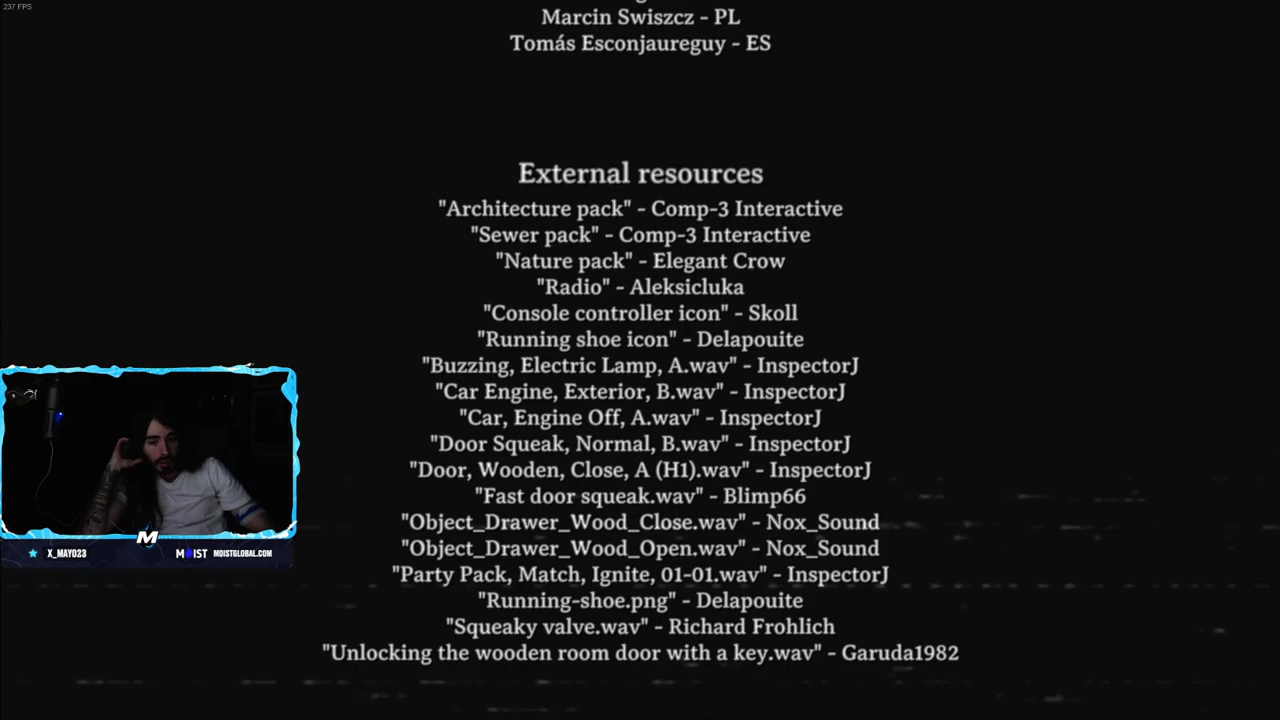 237 FPS
Marcin Swiszcz - PL
Tomás Esconjaureguy - ES
External resources
"Architecture pack" - Comp-3 Interactive
"Sewer pack" - Comp-3 Interactive
"Nature pack" - Elegant Crow
"Radio" - Aleksicluka
"Console controller icon" - Skoll
"Running shoe icon" - Delapouite
"Buzzing, Electric Lamp, A.wav" - InspectorJ
"Car Engine, Exterior, B.wav" - InspectorJ
"Car, Engine Off, A.wav" - InspectorJ
"Door Squeak, Normal, B.wav" - InspectorJ
"Door, Wooden, Close, A (H1).wav" - InspectorJ
"Fast door squeak.wav" - Blimp66
"Object_Drawer_Wood_Close.wav" - Nox_Sound
"Object_Drawer_Wood_Open.wav" - Nox_Sound
"Party Pack, Match, Ignite, 01-01.wav" - InspectorJ
"Running-shoe.png" - Delapouite
"Squeaky valve.wav" - Richard Frohlich
"Unlocking the wooden room door with a key.wav" - Garuda1982
M
X_MAYO23 MOIST MOISTGLOBAL.COM